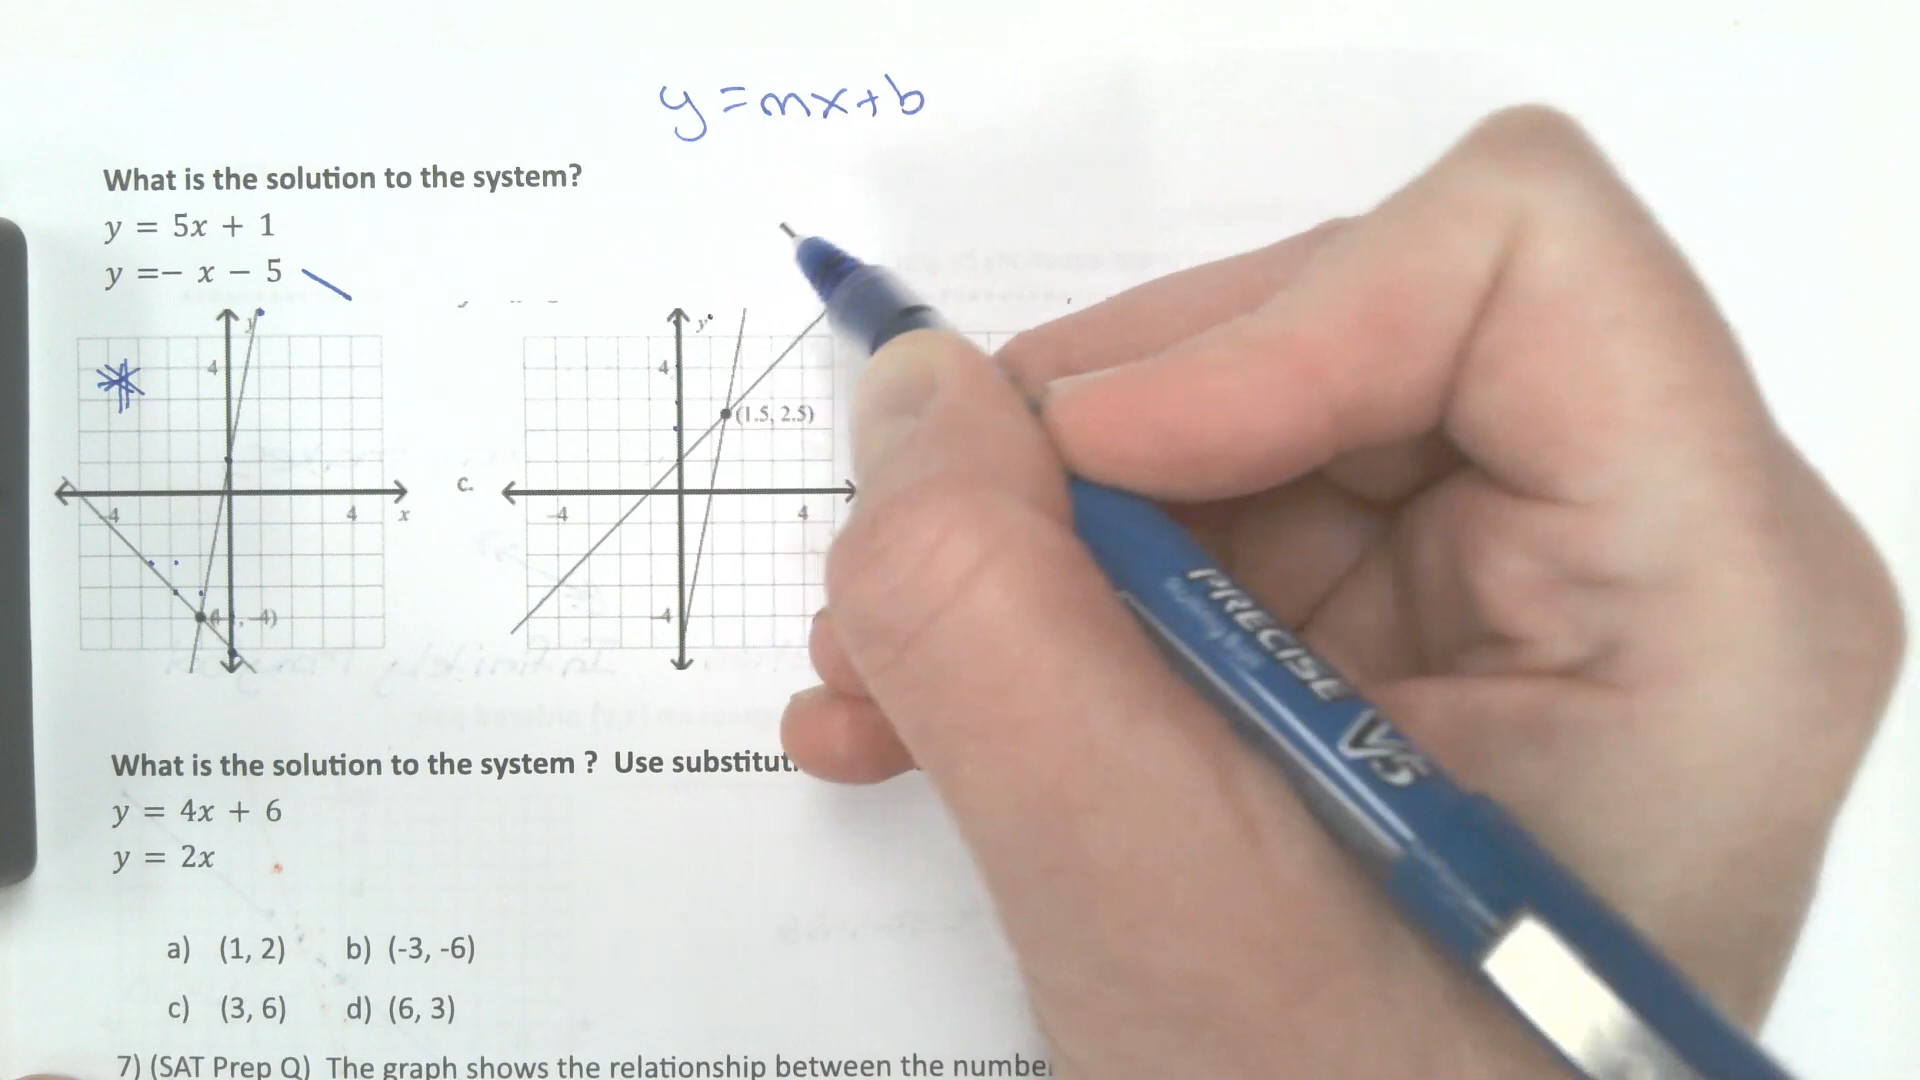 y = mx + b
What is the solution to the system?
y = 5x + 1
y = − x − 5
y
4
-4
4
x
, -4)
c.
y
4
(1.5, 2.5)
-4
4
-4
PRECISE V5
What is the solution to the system ? Use
y = 4x + 6
y = 2x
a) (1, 2) b) (-3, -6)
c) (3, 6) d) (6, 3)
7) (SAT Prep Q) The graph shows the relationship between the